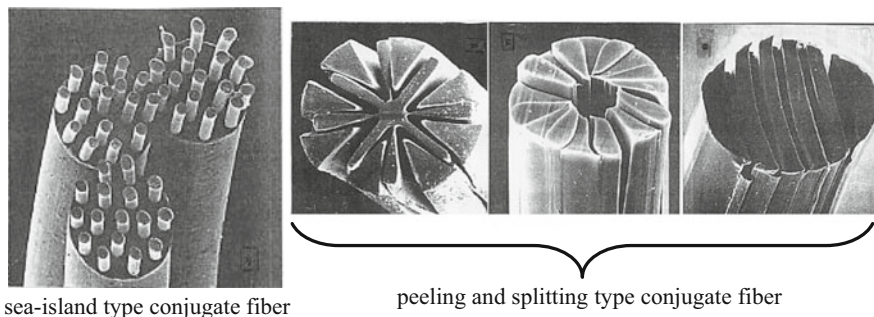 sea-island type conjugate fiber
peeling and splitting type conjugate fiber